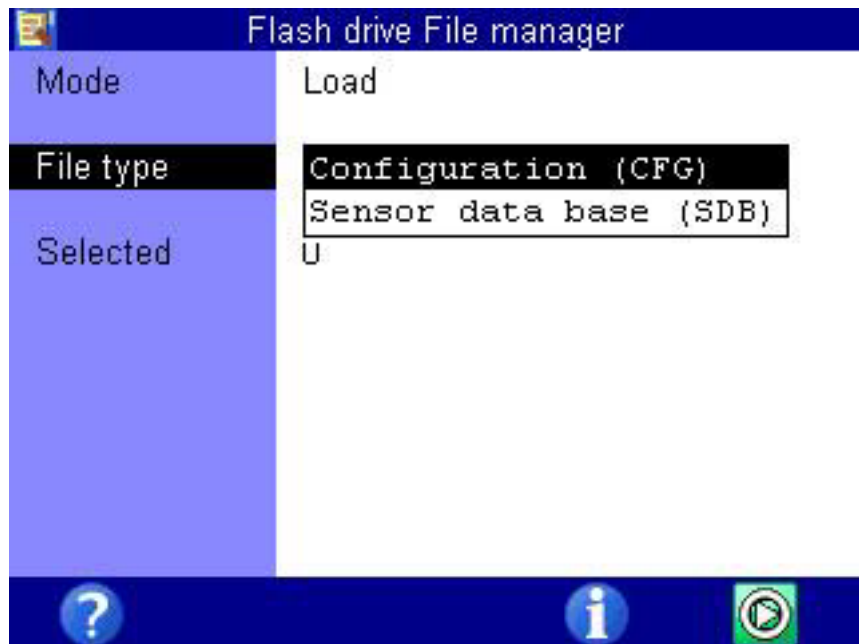 Flash drive File manager
Mode Load
File type Configuration (CFG)
Sensor data base (SDB)
Selected
?
i